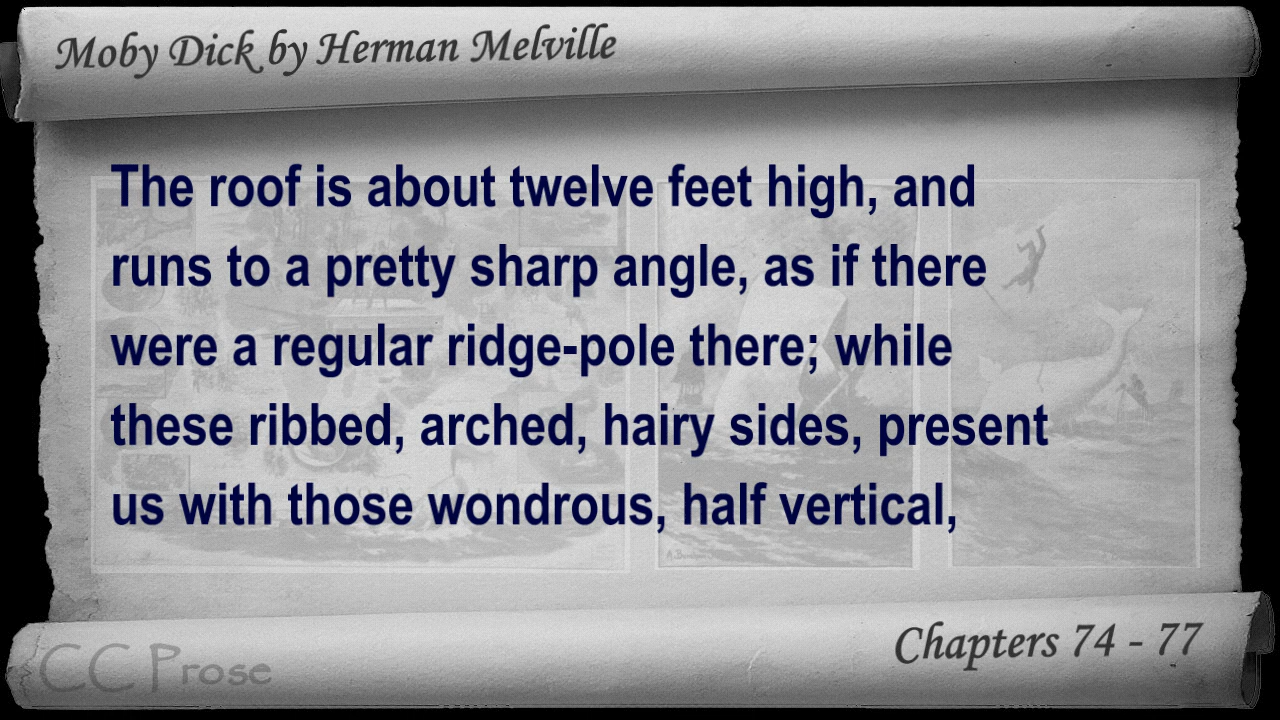 Moby Dick by Herman Melville
The roof is about twelve feet high, and
runs to a pretty sharp angle, as if there
were a regular ridge-pole there; while
these ribbed, arched, hairy sides, present
us with those wondrous, half vertical,
Chapters 74 - 77
CC Prose